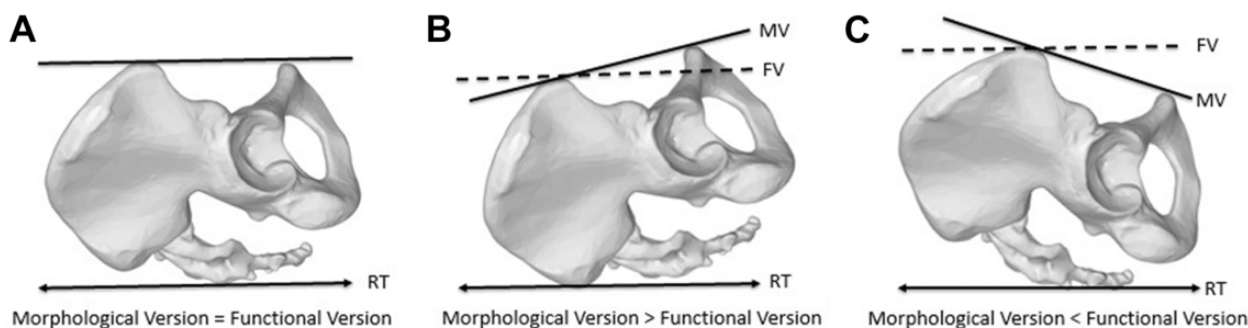 A
B
C
MV
FV
FV
MV
RT
RT
RT
Morphological Version = Functional Version
Morphological Version > Functional Version
Morphological Version < Functional Version